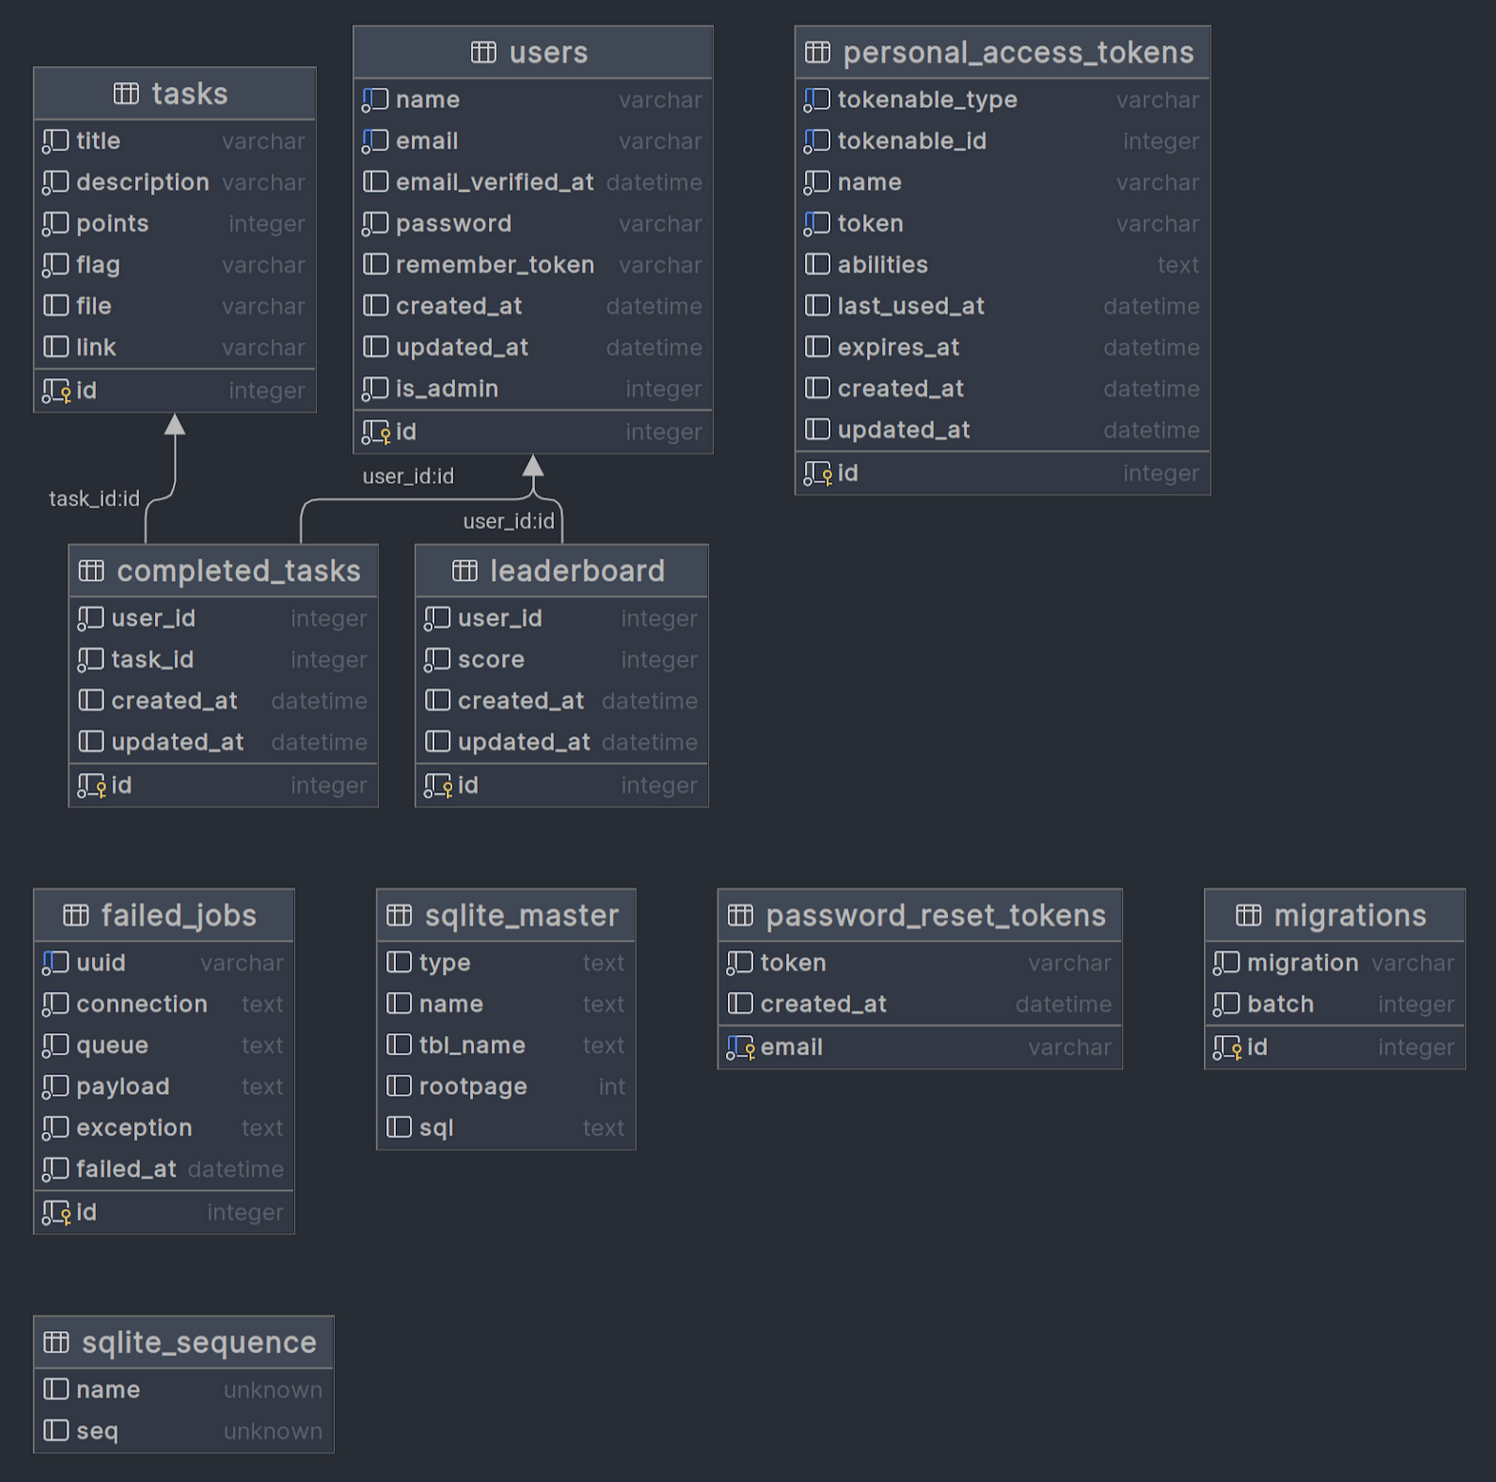 tasks
title varchar
description varchar
points integer
flag varchar
file varchar
link varchar
id integer
users
name varchar
email varchar
email_verified_at datetime
password varchar
remember_token varchar
created_at datetime
updated_at datetime
is_admin integer
id integer
personal_access_tokens
tokenable_type varchar
tokenable_id integer
name varchar
token varchar
abilities text
last_used_at datetime
expires_at datetime
created_at datetime
updated_at datetime
id integer
task_id:id
user_id:id
user_id:id
completed_tasks
user_id integer
task_id integer
created_at datetime
updated_at datetime
id integer
leaderboard
user_id integer
score integer
created_at datetime
updated_at datetime
id integer
failed_jobs
uuid varchar
connection text
queue text
payload text
exception text
failed_at datetime
id integer
sqlite_master
type text
name text
tbl_name text
rootpage int
sql text
password_reset_tokens
token varchar
created_at datetime
email varchar
migrations
migration varchar
batch integer
id integer
sqlite_sequence
name unknown
seq unknown